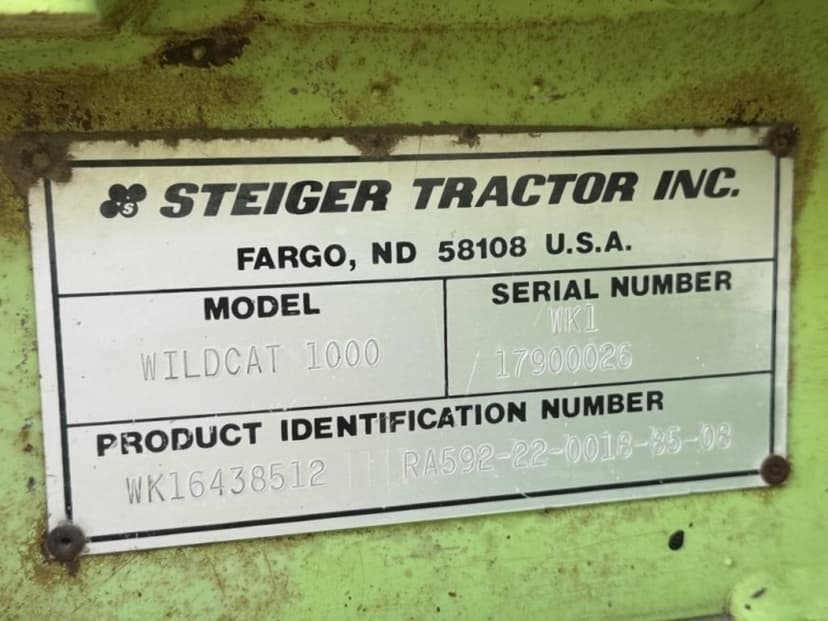 S STEIGER TRACTOR INC.
FARGO, ND 58108 U.S.A.
MODEL
WILDCAT 1000
SERIAL NUMBER
WK1
17900026
PRODUCT IDENTIFICATION NUMBER
WK16438512 RA592-22-0018-85-08